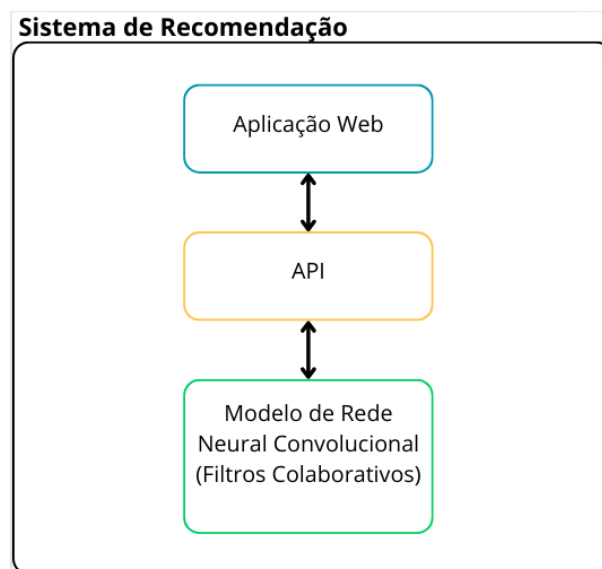 Sistema de Recomendação
Aplicação Web
API
Modelo de Rede
Neural Convolucional
(Filtros Colaborativos)